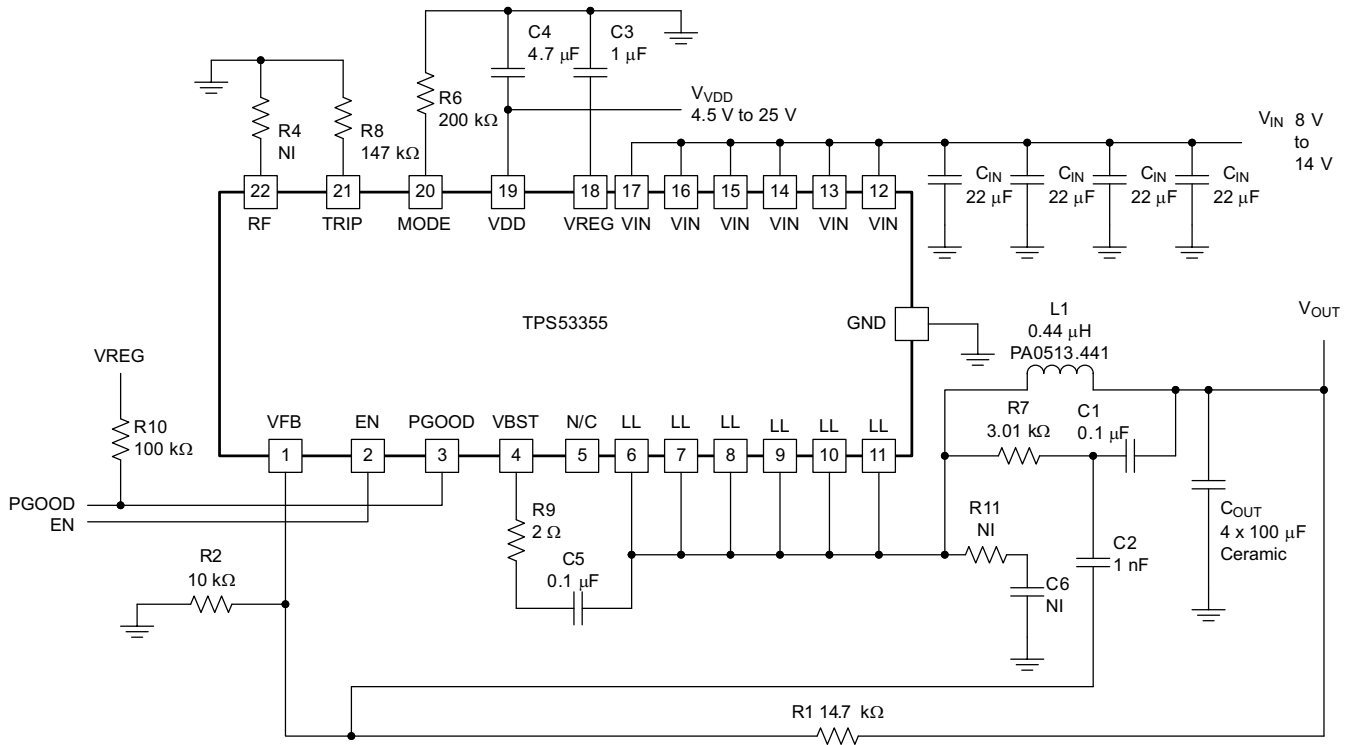 C4
4.7 μF
C3
1 μF
R6
200 kΩ
R4
NI
R8
147 kΩ
VVDD
4.5 V to 25 V
VIN 8 V
to
14 V
CIN
22 μF
CIN
22 μF
CIN
22 μF
CIN
22 μF
22
21
20
19
18
17
16
15
14
13
12
RF
TRIP
MODE
VDD
VREG
VIN
VIN
VIN
VIN
VIN
VIN
TPS53355
GND
L1
0.44 μH
PA0513.441
VOUT
VREG
R10
100 kΩ
VFB
EN
PGOOD
VBST
N/C
LL
LL
LL
LL
LL
LL
1
2
3
4
5
6
7
8
9
10
11
R7
3.01 kΩ
C1
0.1 μF
PGOOD
EN
R9
2 Ω
C5
0.1 μF
R11
NI
C6
NI
C2
1 nF
COUT
4 x 100 μF
Ceramic
R2
10 kΩ
R1 14.7 kΩ